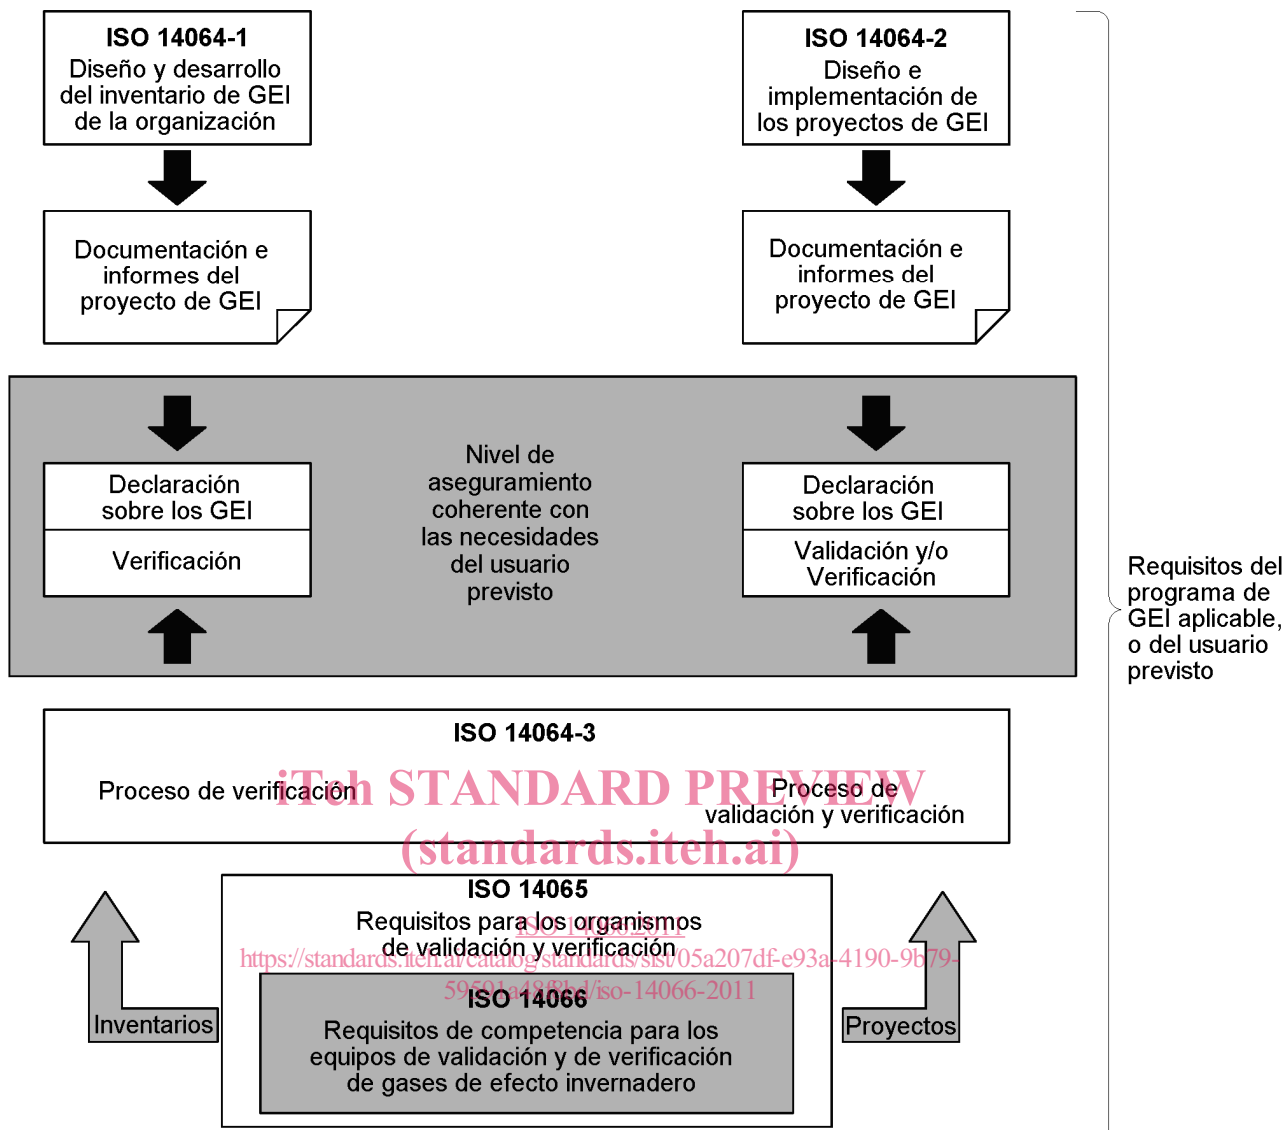 ISO 14064-1
Diseño y desarrollo
del inventario de GEI
de la organización
ISO 14064-2
Diseño e
implementación de
los proyectos de GEI
Documentación e
informes del
proyecto de GEI
Documentación e
informes del
proyecto de GEI
Declaración
sobre los GEI
Verificación
Nivel de
aseguramiento
coherente con
las necesidades
del usuario
previsto
Declaración
sobre los GEI
Validación y/o
Verificación
Requisitos del
programa de
GEI aplicable,
o del usuario
previsto
ISO 14064-3
Proceso de verificación
Proceso de
validación y verificación
iTeh STANDARD PREVIEW
(standards.iteh.ai)
ISO 14065
Requisitos para los organismos
de validación y verificación
ISO 14066:2011
https://standards.iteh.ai/catalog/standards/sist/05a207df-e93a-4190-9b79-
59591a48f8bd/iso-14066-2011
ISO 14066
Requisitos de competencia para los
equipos de validación y de verificación
de gases de efecto invernadero
Inventarios
Proyectos